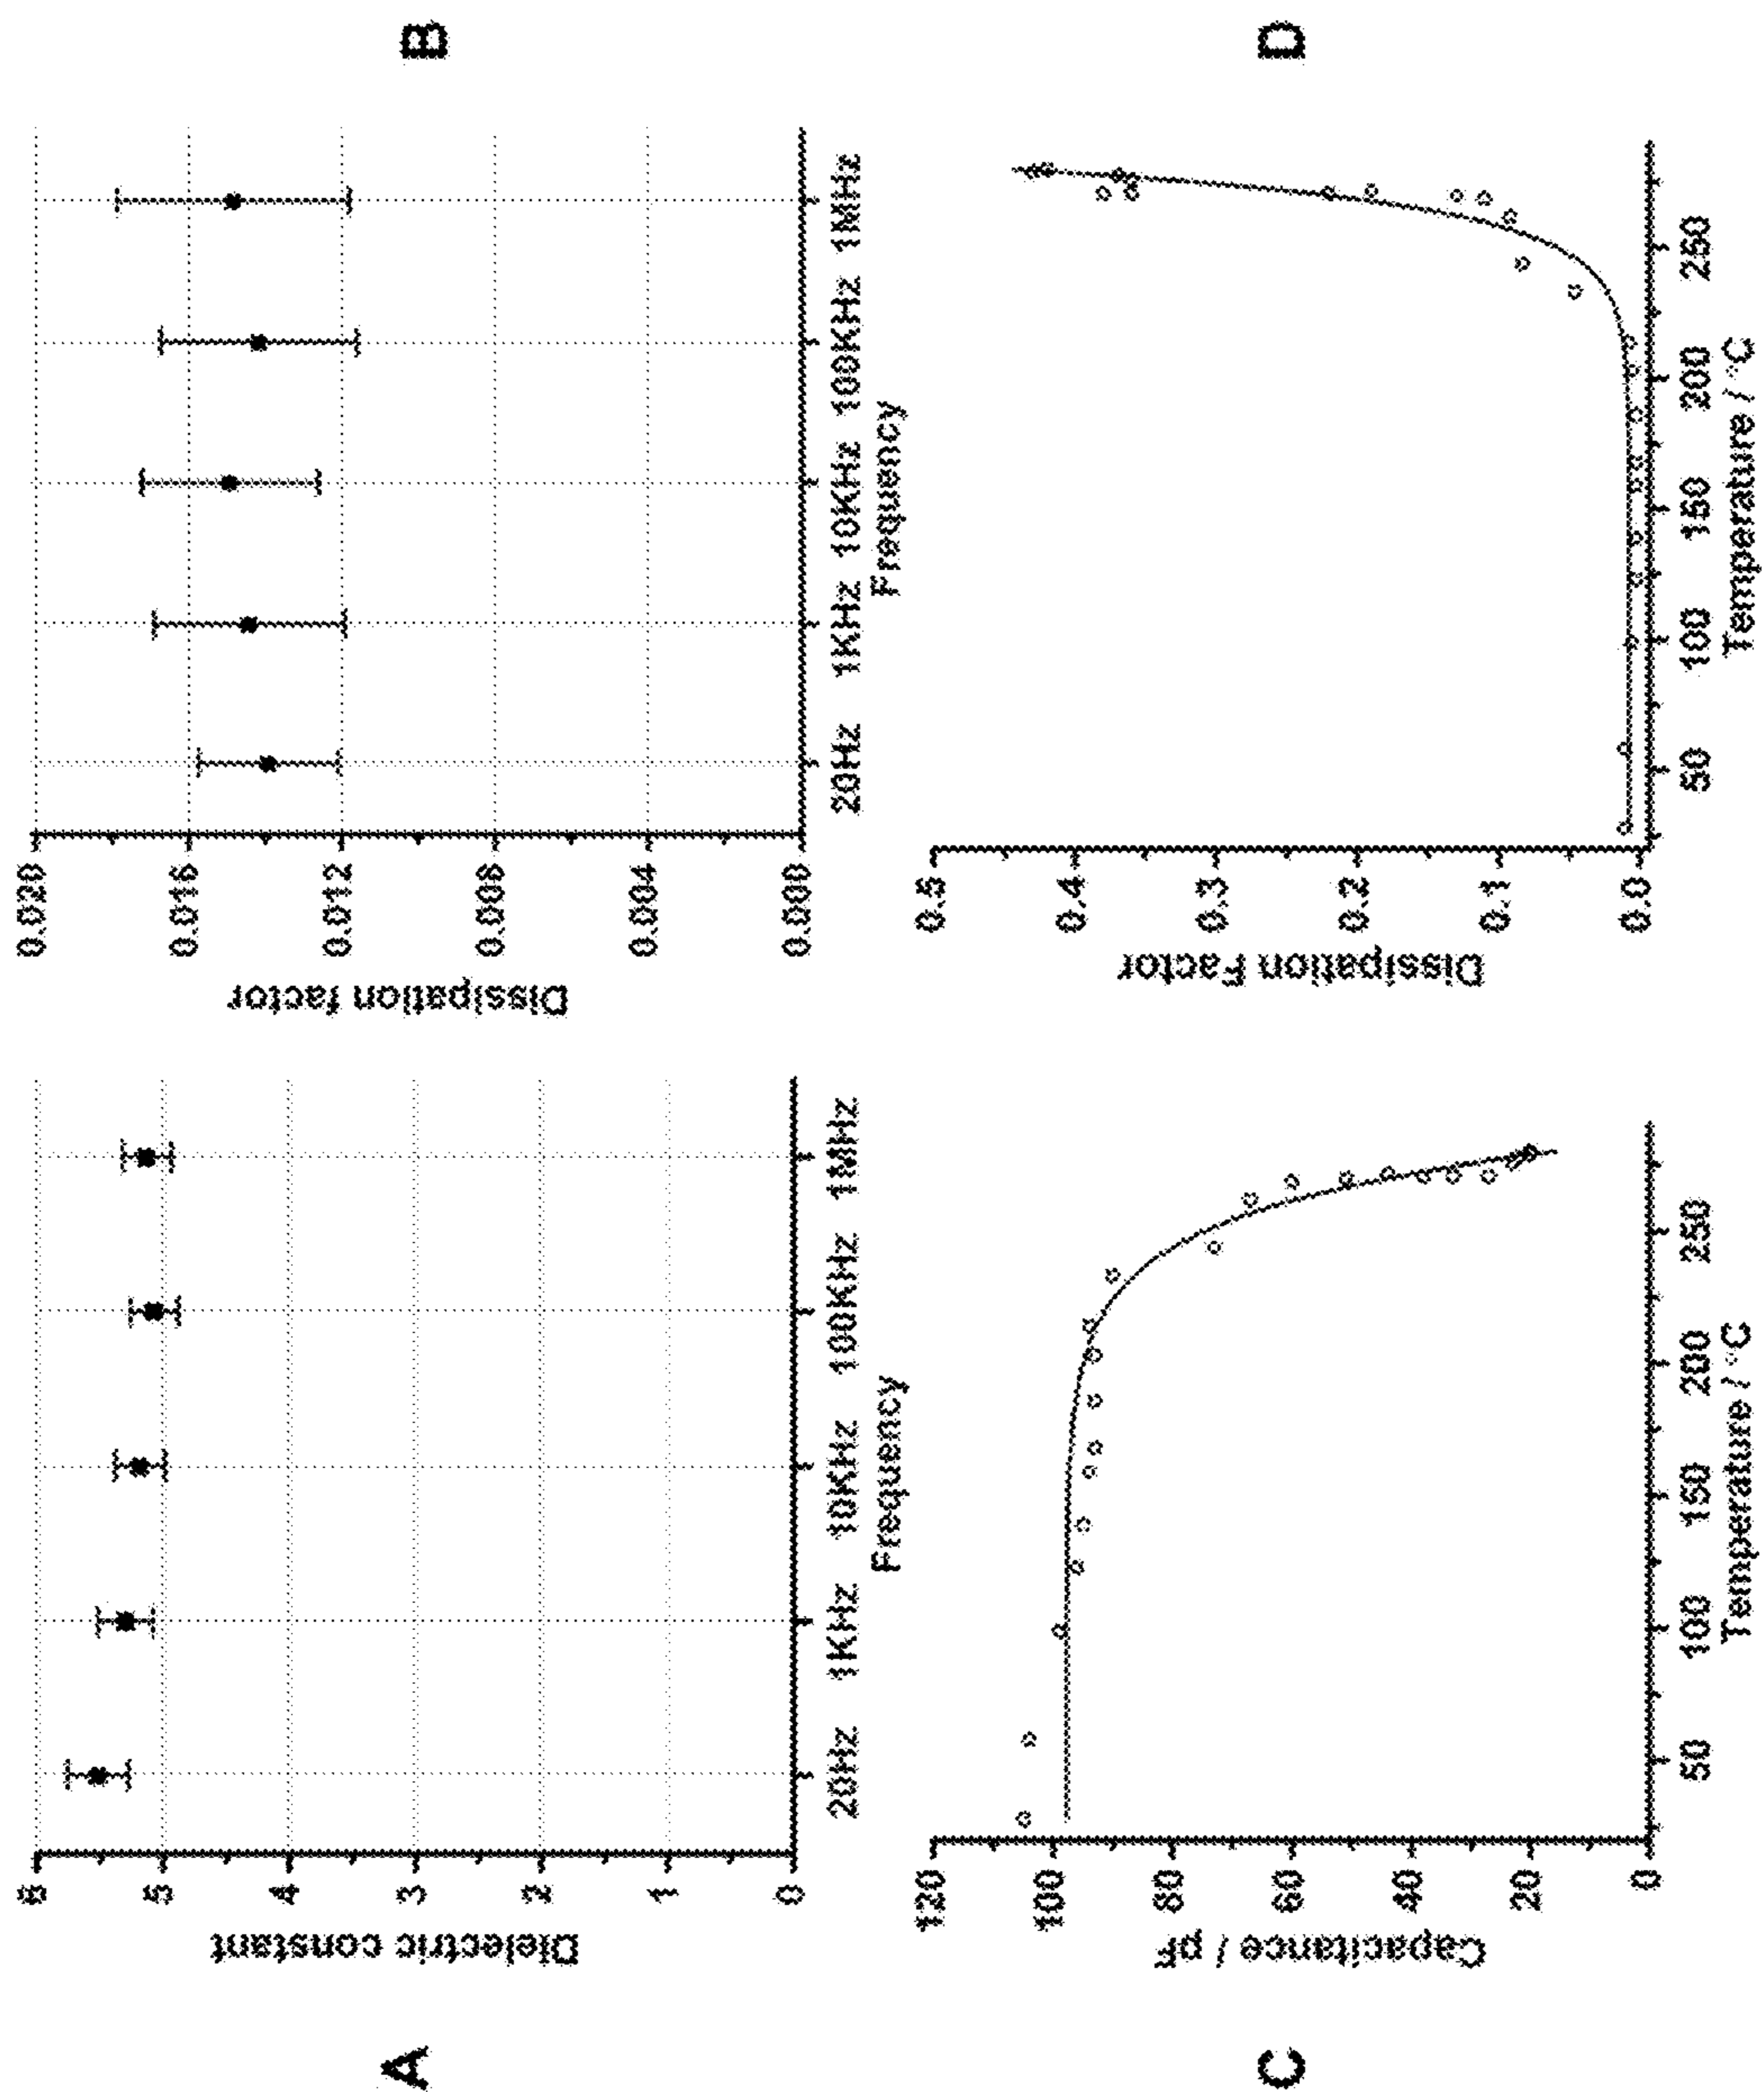 A
Dielectric constant
6
5
4
3
2
1
0
20Hz 1KHz 10KHz 100KHz 1MHz
Frequency
B
Dissipation factor
0.020
0.016
0.012
0.008
0.004
0.000
20Hz 1KHz 10KHz 100KHz 1MHz
Frequency
C
Capacitance / pF
120
100
80
60
40
20
0
50 100 150 200 250
Temperature / °C
D
Dissipation Factor
0.5
0.4
0.3
0.2
0.1
0.0
50 100 150 200 250
Temperature / °C